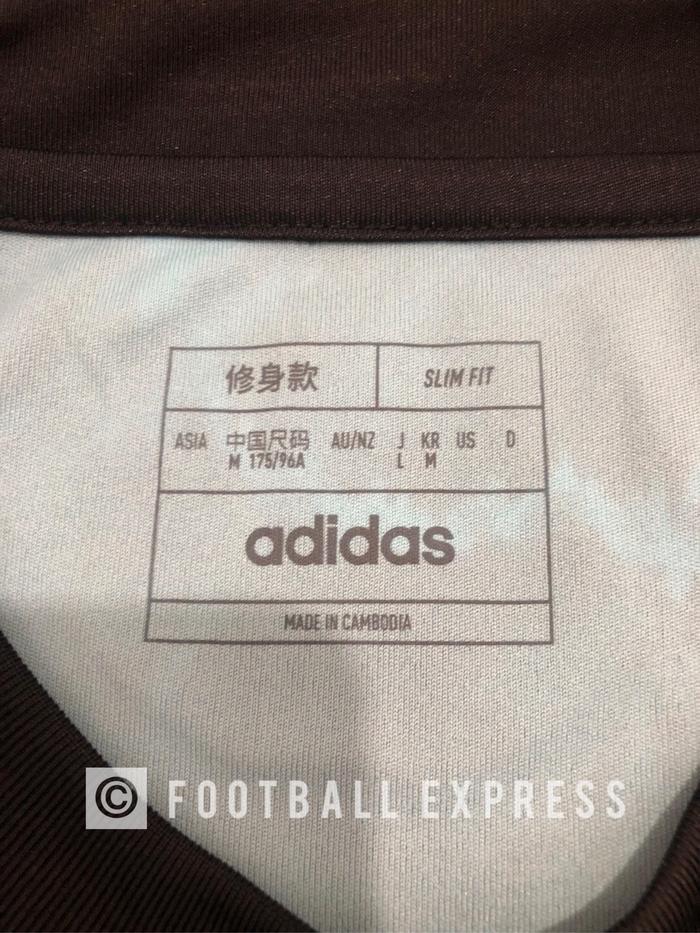 修身款 SLIM FIT
ASIA 中国尺码 AU/NZ J KR US D
M 175/96A L M
adidas
MADE IN CAMBODIA
© FOOTBALL EXPRESS